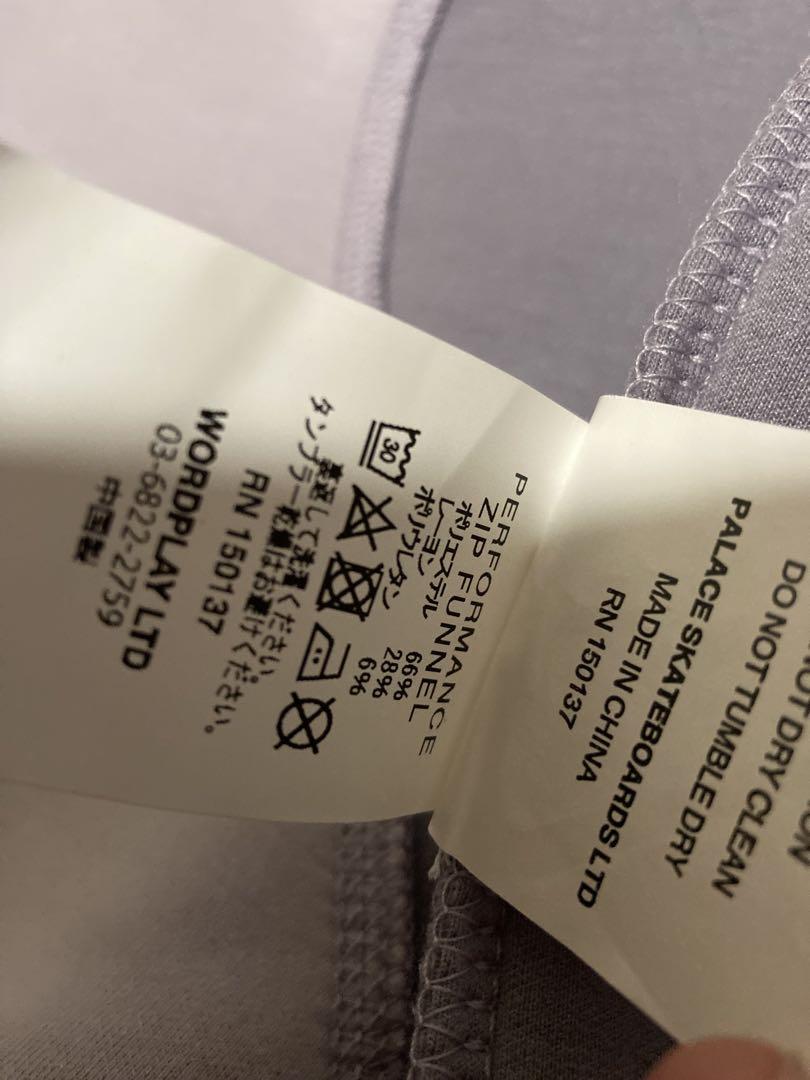 NOT DRY CLEAN
DO NOT TUMBLE DRY
PALACE SKATEBOARDS LTD
MADE IN CHINA
RN 150137
PERFORMANCE
ZIP FUNNEL
ポリエステル 66%
レーヨン 28%
ポリウレタン 6%
30
裏返して洗濯ください。
タンブラー乾燥はお避けください。
RN 150137
WORDPLAY LTD
03-6822-2759
中国製